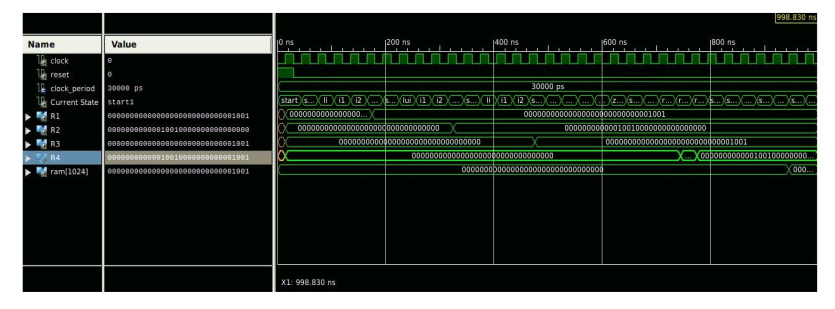 998.830 ns
Name Value
0 ns 200 ns 400 ns 600 ns 800 ns
clock 0
reset 0
clock_period 30000 ps 30000 ps
Current State start1 start s... li i1 i2 ... s... lui i1 i2 ... s... li i1 i2 s... ... ... ... . z... s... ... r... r... r... s... s... ... ... s...
R1 00000000000000000000000000001001 0000000000000000... 00000000000000000000000000001001
R2 00000000000010010000000000000000 00000000000000000000000000000000 00000000000010010000000000000000
R3 00000000000000000000000000001001 00000000000000000000000000000000 00000000000000000000000000001001
R4 00000000000010010000000000001001 00000000000000000000000000000000 ... 000000000000100100000000...
ram[1024] 00000000000000000000000000001001 00000000000000000000000000000000 000...
X1: 998.830 ns